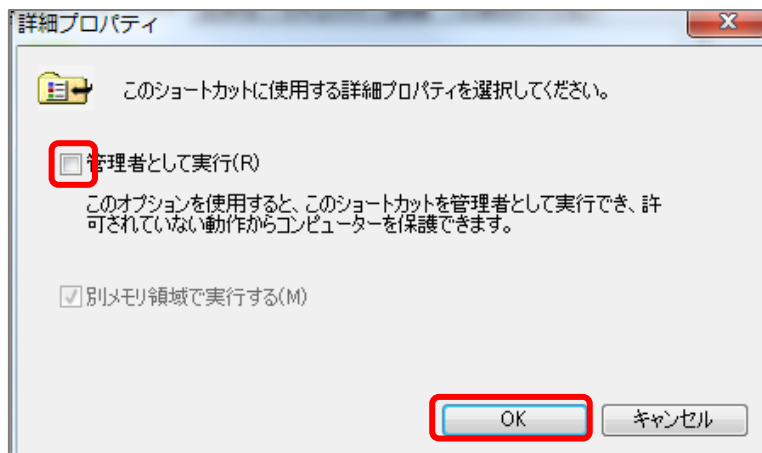 詳細プロパティ
このショートカットに使用する詳細プロパティを選択してください。
管理者として実行(R)
このオプションを使用すると、このショートカットを管理者として実行でき、許
可されていない動作からコンピューターを保護できます。
別メモリ領域で実行する(M)
OK
キャンセル